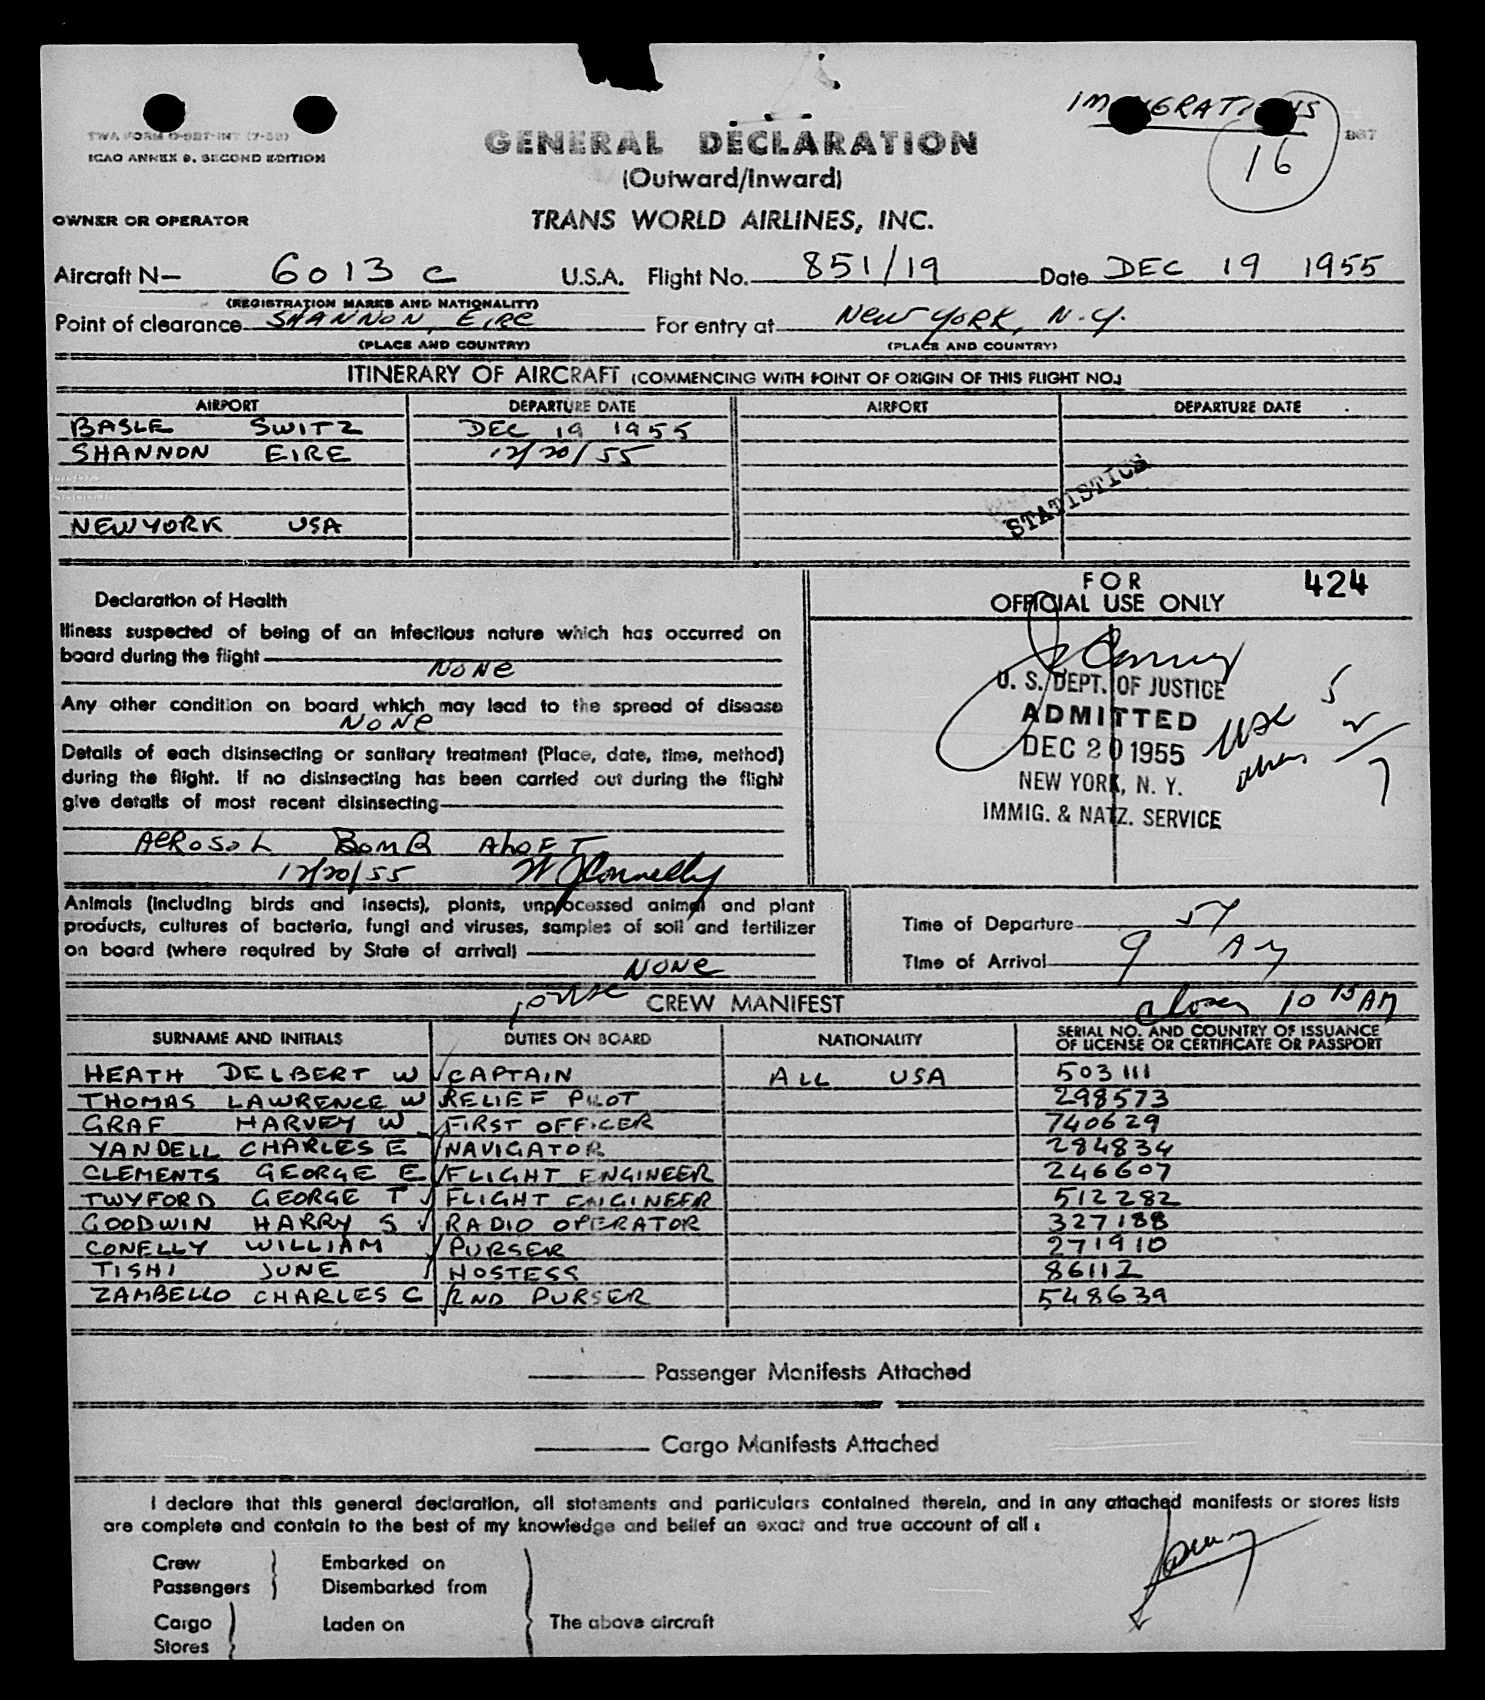 IMMIGRATIONS
16
TWA FORM O-987-INT (7-53)
ICAO ANNEX 9, SECOND EDITION
GENERAL DECLARATION
(Outward/Inward)
OWNER OR OPERATOR
TRANS WORLD AIRLINES, INC.
Aircraft N— 6013 C U.S.A. Flight No. 851/19 Date DEC 19 1955
(REGISTRATION MARKS AND NATIONALITY)
Point of clearance SHANNON, EIRE For entry at NEW YORK, N.Y.
(PLACE AND COUNTRY) (PLACE AND COUNTRY)
ITINERARY OF AIRCRAFT (COMMENCING WITH POINT OF ORIGIN OF THIS FLIGHT NO.)
AIRPORT DEPARTURE DATE AIRPORT DEPARTURE DATE
BASLE SWITZ DEC 19 1955
SHANNON EIRE 12/20/55
STATISTICS
NEW YORK USA
Declaration of Health
Illness suspected of being of an infectious nature which has occurred on
board during the flight
NONE
Any other condition on board which may lead to the spread of disease
NONE
Details of each disinsecting or sanitary treatment (Place, date, time, method)
during the flight. If no disinsecting has been carried out during the flight
give details of most recent disinsecting
AEROSOL BOMB ALOFT
12/20/55 W J Connelly
FOR
OFFICIAL USE ONLY
424
U. S. DEPT. OF JUSTICE
ADMITTED
DEC 20 1955
NEW YORK, N. Y.
IMMIG. & NATZ. SERVICE
USC 5
2
7
Animals (including birds and insects), plants, unprocessed animal and plant
products, cultures of bacteria, fungi and viruses, samples of soil and fertilizer
on board (where required by State of arrival)
NONE
Time of Departure
Time of Arrival 9
10 USC
CREW MANIFEST
10 15 AM
SURNAME AND INITIALS DUTIES ON BOARD NATIONALITY SERIAL NO. AND COUNTRY OF ISSUANCE
OF LICENSE OR CERTIFICATE OR PASSPORT
HEATH DELBERT W CAPTAIN ALL USA 503111
THOMAS LAWRENCE W RELIEF PILOT 298573
GRAF HARVEY W FIRST OFFICER 740629
YANDELL CHARLES E NAVIGATOR 284834
CLEMENTS GEORGE E FLIGHT ENGINEER 246607
TWYFORD GEORGE T FLIGHT ENGINEER 512282
GOODWIN HARRY S RADIO OPERATOR 327188
CONELLY WILLIAM PURSER 271910
TISHI JUNE HOSTESS 86112
ZAMBELLO CHARLES C 2ND PURSER 548639
Passenger Manifests Attached
Cargo Manifests Attached
I declare that this general declaration, all statements and particulars contained therein, and in any attached manifests or stores lists
are complete and contain to the best of my knowledge and belief an exact and true account of all:
Crew Embarked on
Passengers Disembarked from
Cargo Laden on The above aircraft
Stores